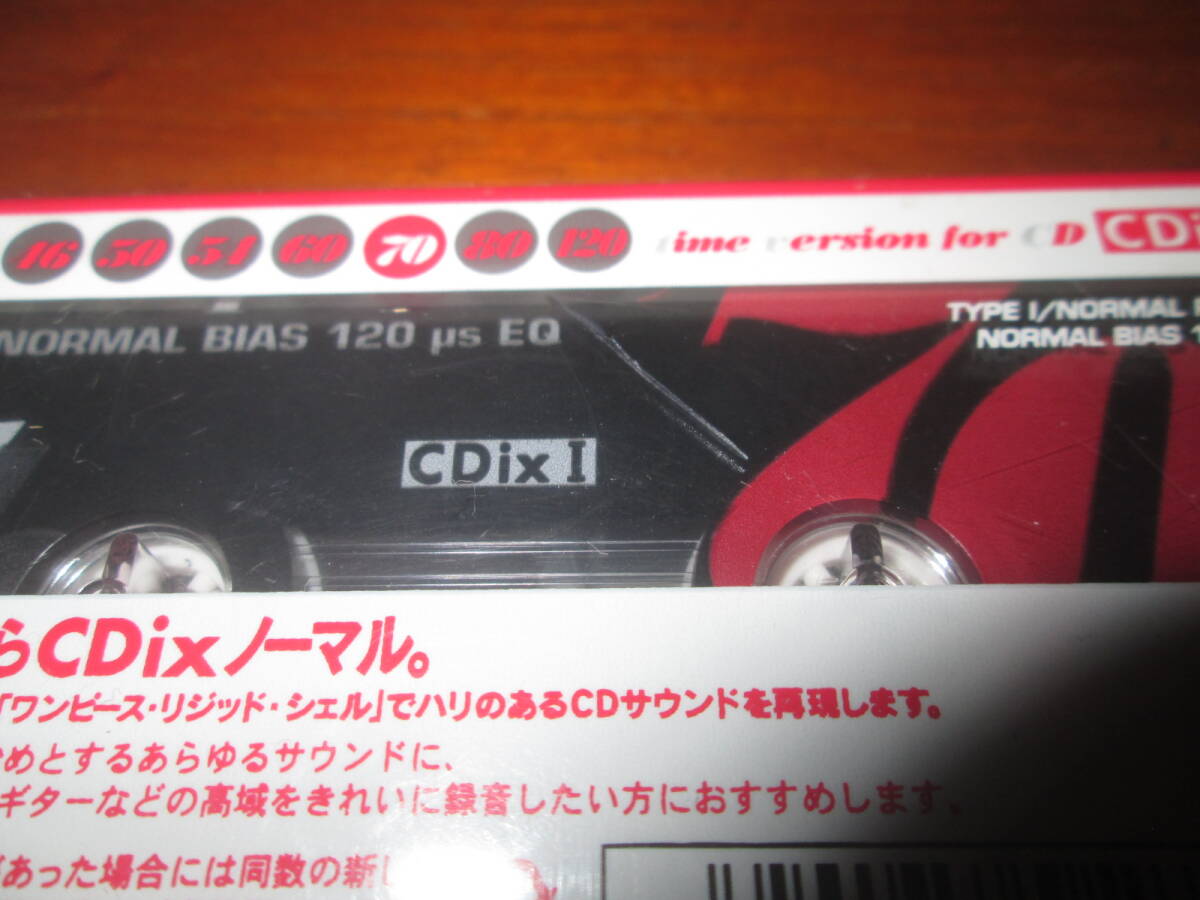 46 50 54 60 70 80 120 time version for CD CDi
NORMAL BIAS 120 µs EQ
TYPE I/NORMAL
NORMAL BIAS 1
70
CDix I
らCDixノーマル。
「ワンピース・リジッド・シェル」でハリのあるCDサウンドを再現します。
じめとするあらゆるサウンドに、
ギターなどの高域をきれいに録音したい方におすすめします。
があった場合には同数の新し